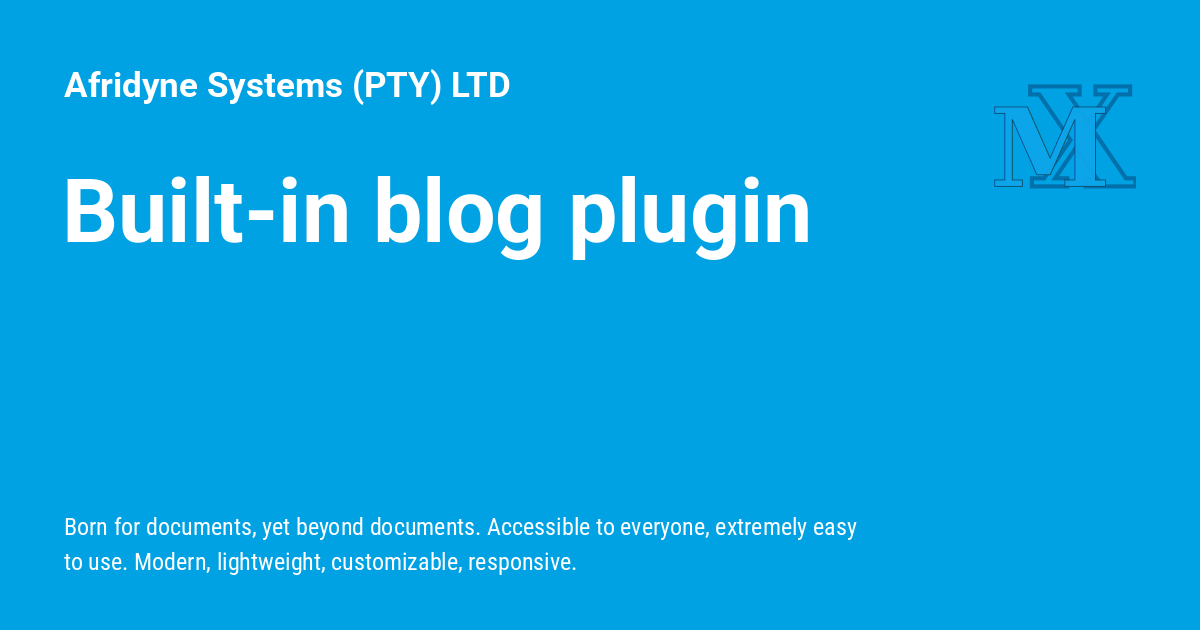 Afridyne Systems (PTY) LTD
MX
Built-in blog plugin
Born for documents, yet beyond documents. Accessible to everyone, extremely easy
to use. Modern, lightweight, customizable, responsive.